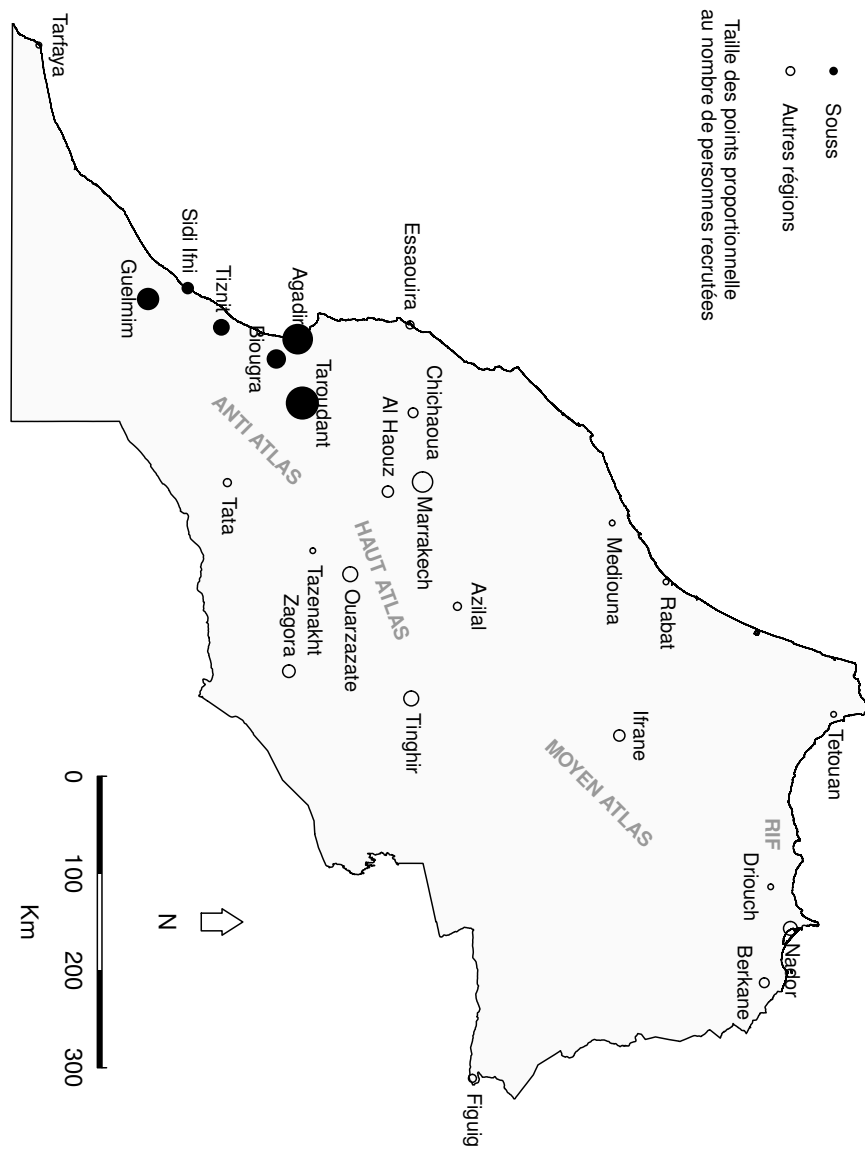 Souss
Autres régions
Taille des points proportionnelle
au nombre de personnes recrutées
Tetouan
RIF
Driouch
Nador
Berkane
Rabat
Mediouna
Ifrane
MOYEN ATLAS
Figuig
Essaouira
Chichaoua
Al Haouz
Marrakech
Azilal
HAUT ATLAS
Tinghir
Ouarzazate
Tazenakht
Zagora
Agadir
Taroudant
Biougra
ANTI ATLAS
Tiznit
Tata
Sidi Ifni
Guelmim
Tarfaya
N
0 100 200 300
Km